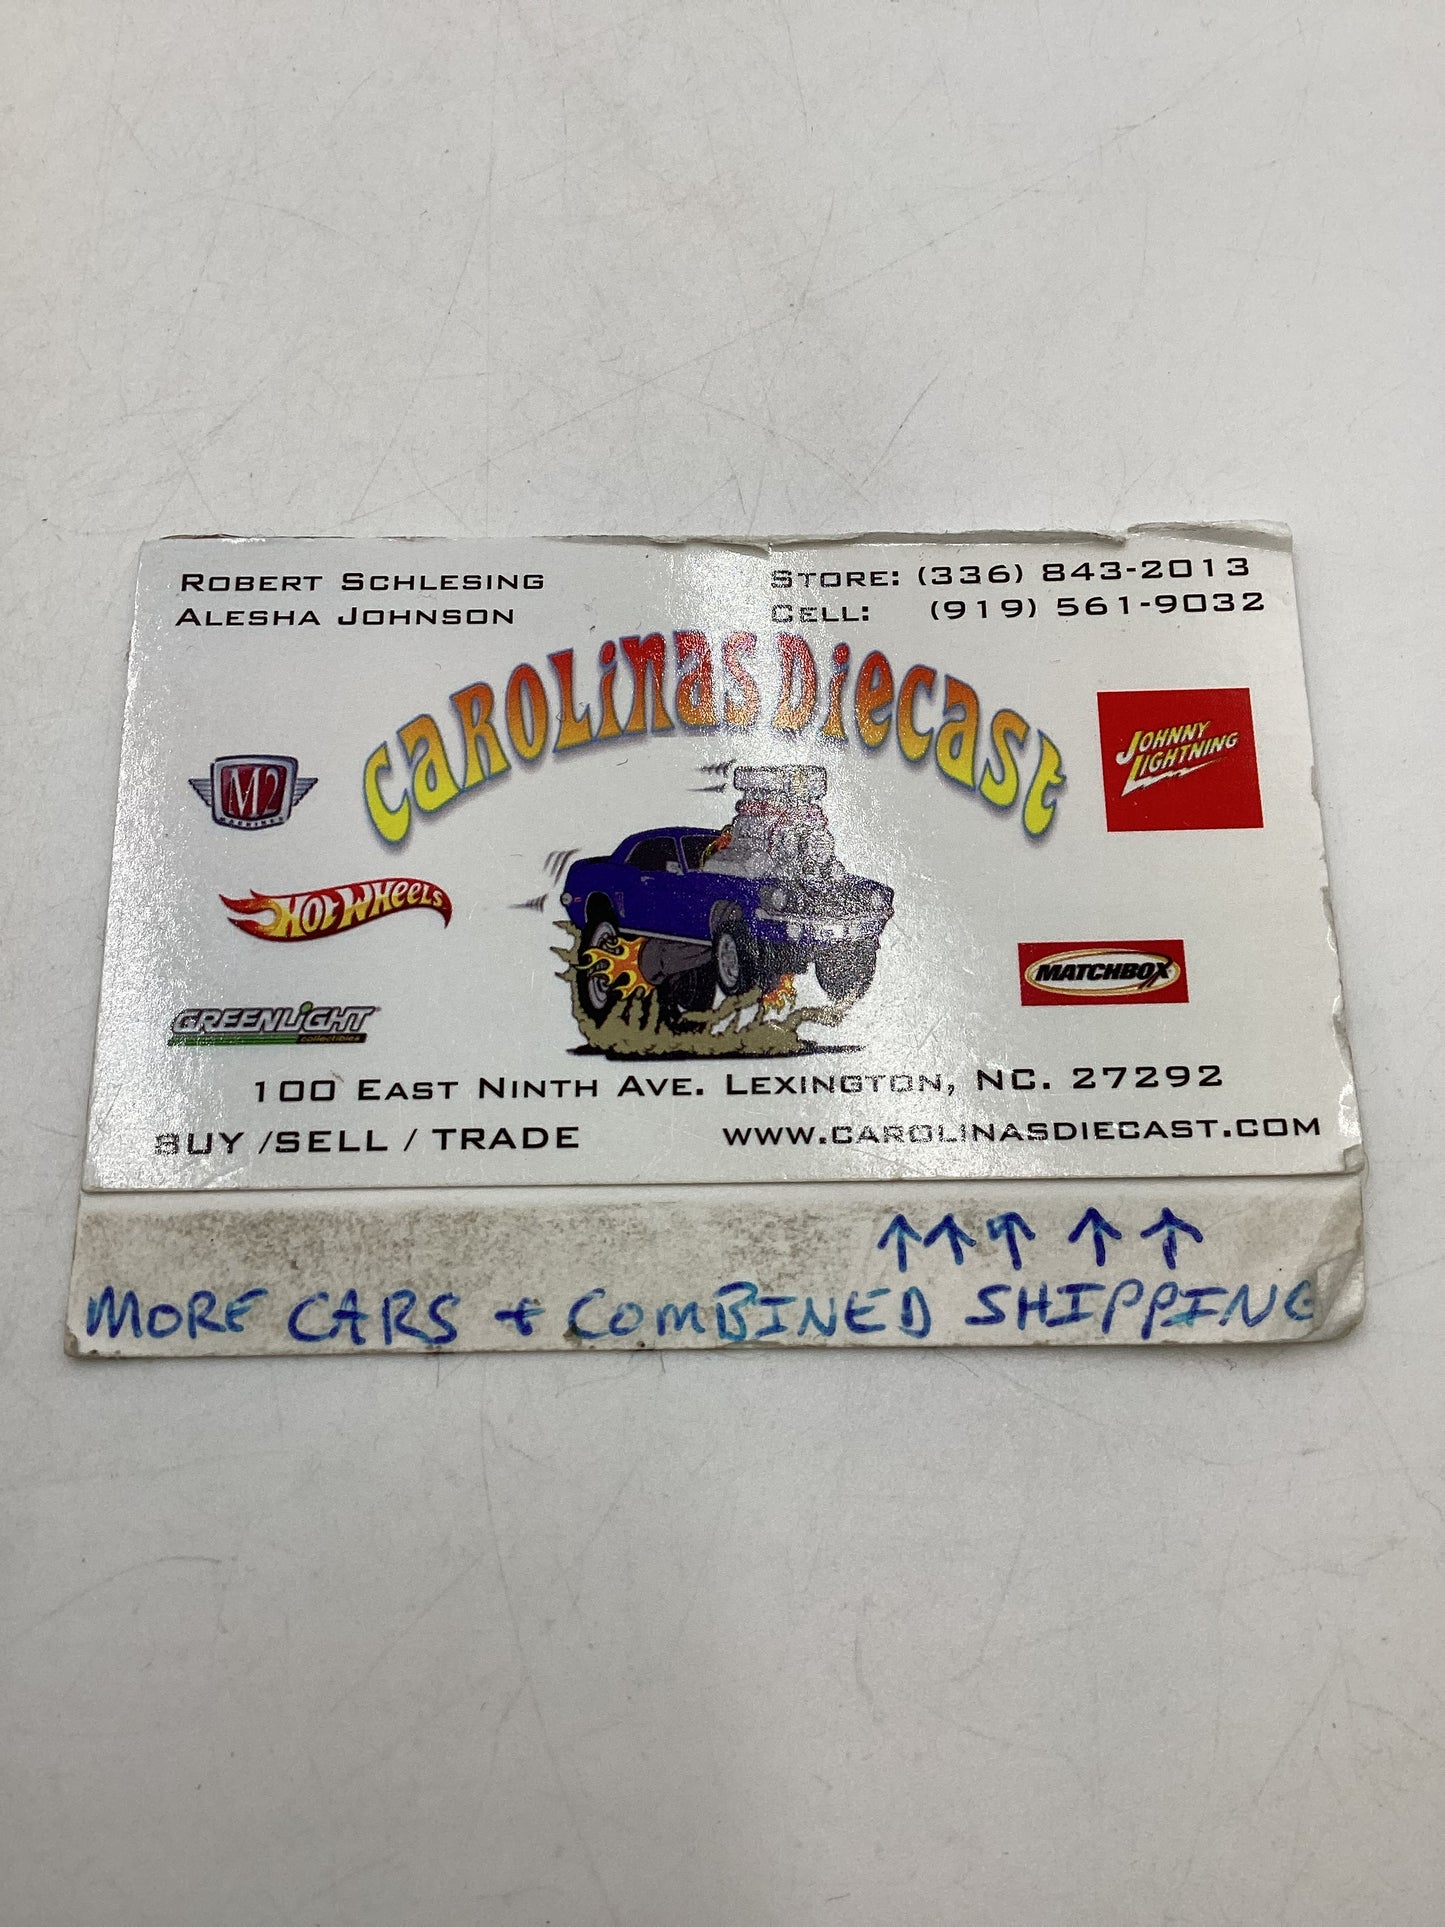 ROBERT SCHLESING
ALESHA JOHNSON
STORE: (336) 843-2013
CELL: (919) 561-9032
CAROLINAS DIECAST
M2
MACHINES
JOHNNY
LIGHTNING
HOT WHEELS
MATCHBOX
GREENLIGHT
collectibles
100 EAST NINTH AVE. LEXINGTON, NC. 27292
BUY /SELL / TRADE
WWW.CAROLINASDIECAST.COM
↑↑↑ ↑ ↑
MORE CARS + COMBINED SHIPPING